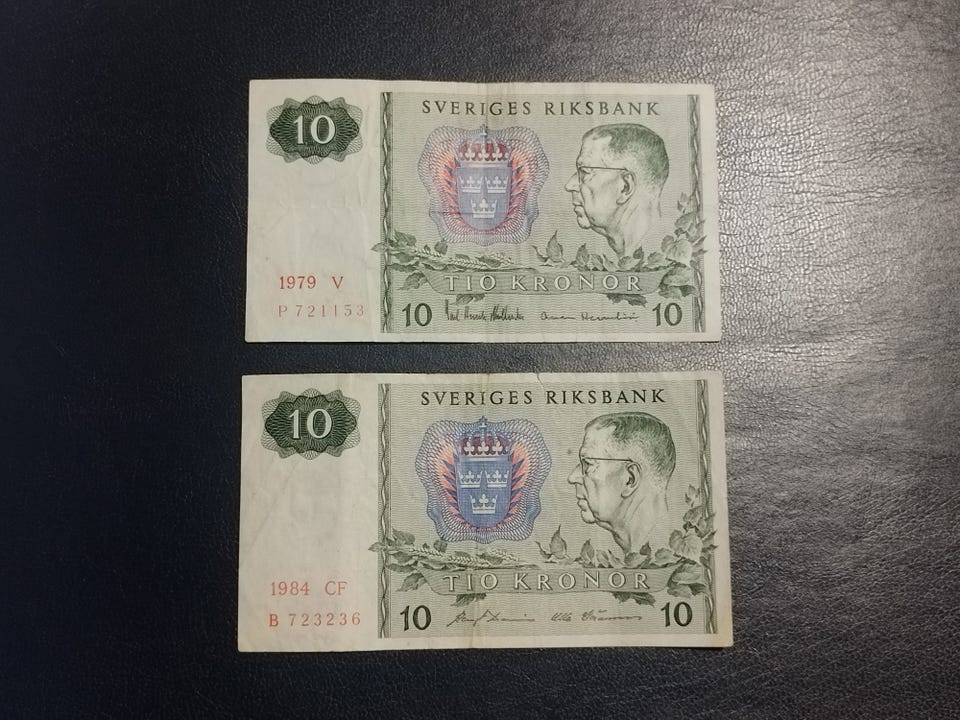 10
SVERIGES RIKSBANK
1979 V
P 721153
TIO KRONOR
10 10
10
SVERIGES RIKSBANK
1984 CF
B 723236
TIO KRONOR
10 10